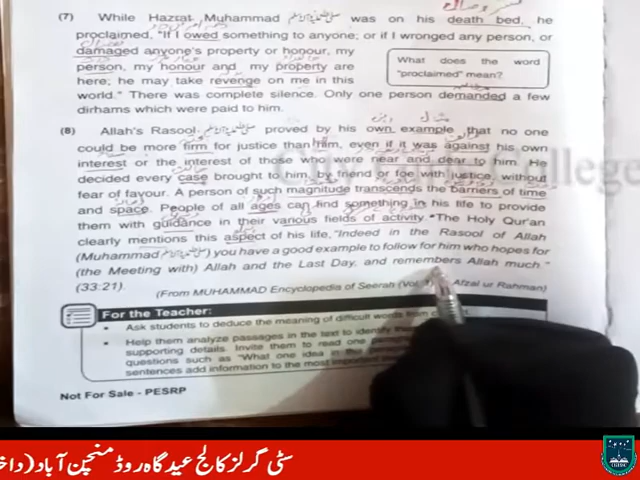 (7) While Hazrat Muhammad ﷺ was on his death bed, he
proclaimed, "If I owed something to anyone; or if I wronged any person, or
damaged anyone's property or honour, my
person, my honour and my property are
here; he may take revenge on me in this
world." There was complete silence. Only one person demanded a few
dirhams which were paid to him.
What does the word
"proclaimed" mean?
(8) Allah's Rasool ﷺ proved by his own example that no one
could be more firm for justice than him, even if it was against his own
interest or the interest of those who were near and dear to him. He
decided every case brought to him, by friend or foe with justice, without
fear of favour. A person of such magnitude transcends the barriers of time
and space. People of all ages can find something in his life to provide
them with guidance in their various fields of activity. "The Holy Qur'an
clearly mentions this aspect of his life, "Indeed in the Rasool of Allah
(Muhammad ﷺ) you have a good example to follow for him who hopes for
(the Meeting with) Allah and the Last Day, and remembers Allah much"
(33:21).
(From MUHAMMAD Encyclopedia of Seerah (Vol. Afzal ur Rahman)
For the Teacher:
Ask students to deduce the meaning of difficult words from
Help them analyze passages in the text to identify
supporting details. Invite them to read one
questions such as "What one idea in this
sentences add information to the most
Not For Sale - PESRP
College
سٹی گرلز کالج عیدگاہ روڈ منچن آباد (داخ